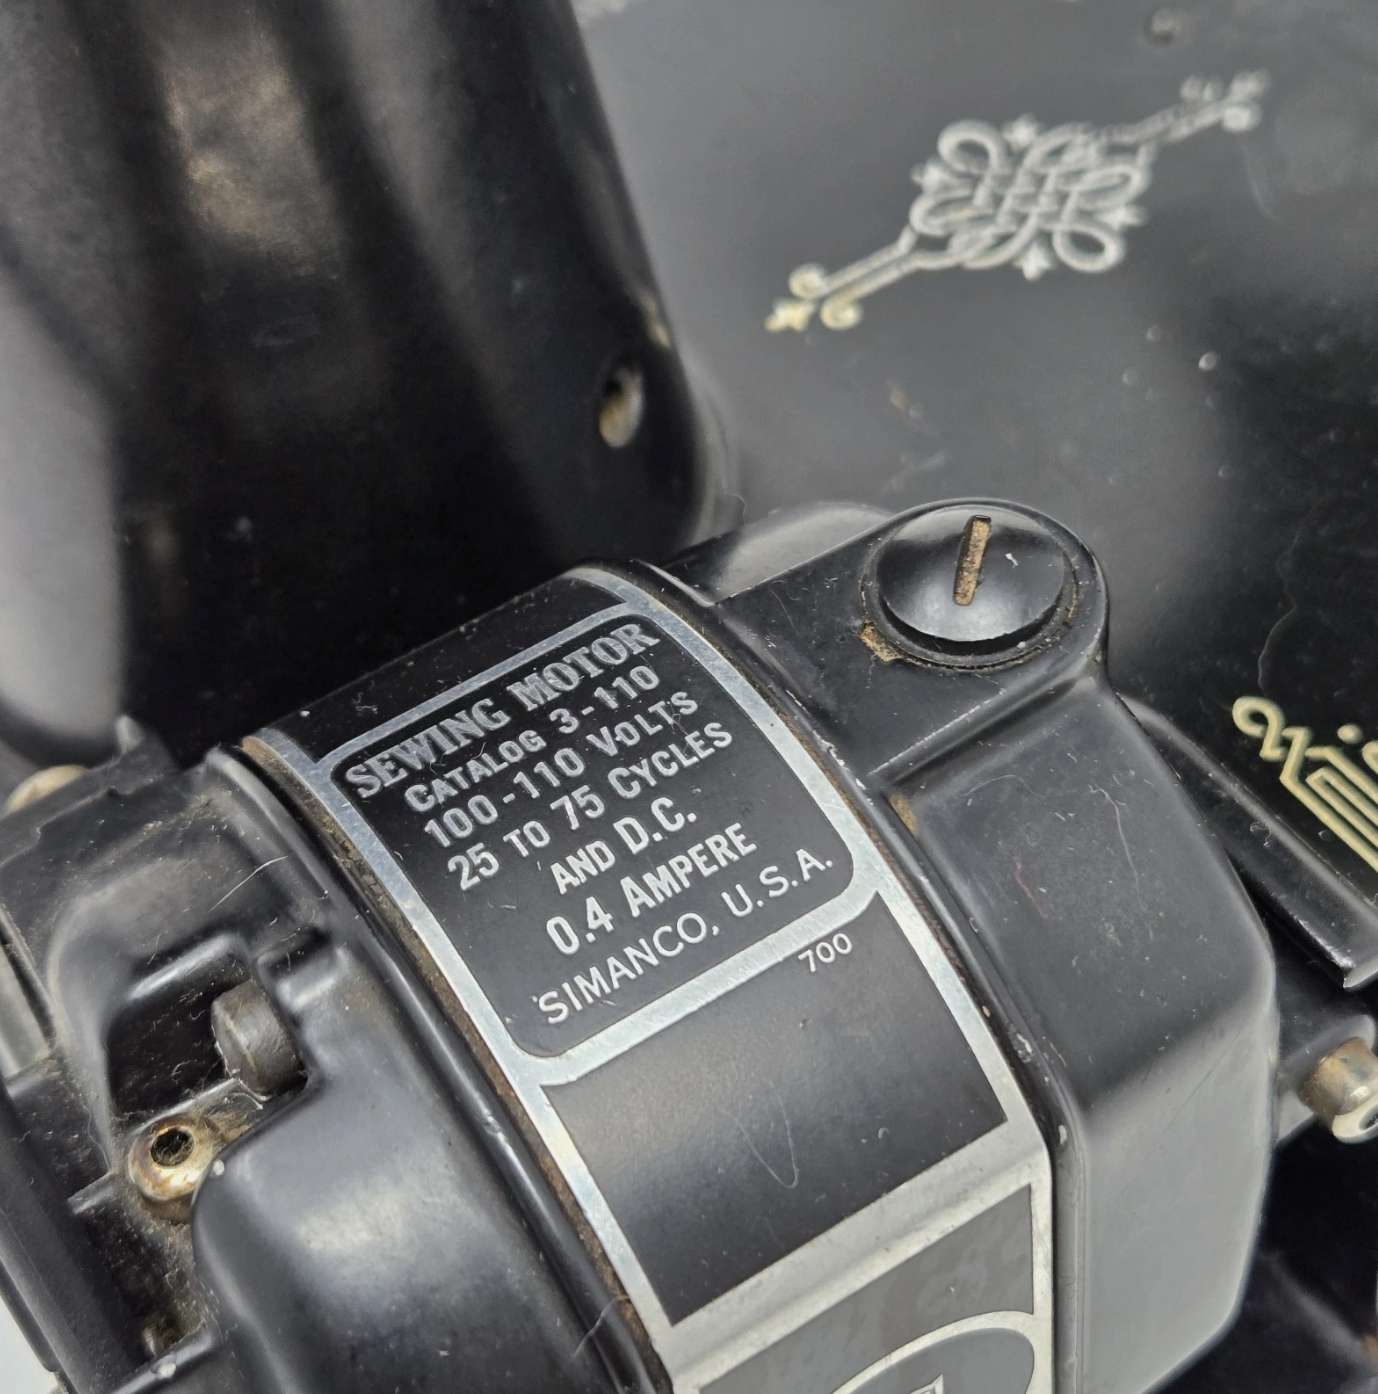 SEWING MOTOR
CATALOG 3-110
100-110 VOLTS
25 TO 75 CYCLES
AND D.C.
0.4 AMPERE
SIMANCO, U.S.A.
700